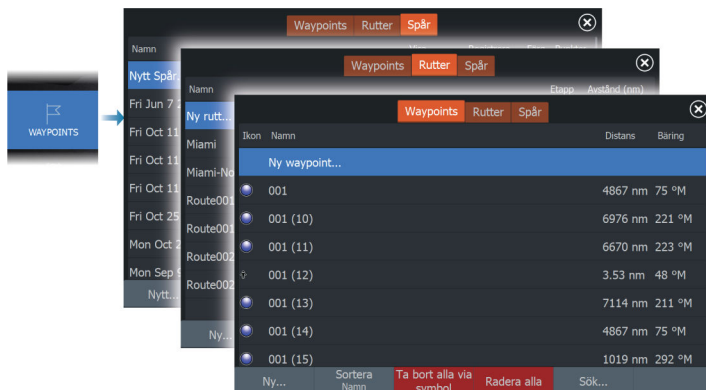 WAYPOINTS
Waypoints Rutter Spår
Namn
Nytt Spår...
Fri Jun 7
Fri Oct 11
Fri Oct 11
Fri Oct 11
Fri Oct 25
Mon Oct
Mon Sep
Nytt...
Waypoints Rutter Spår
Namn Etapp Avstånd (nm)
Ny rutt...
Miami
Miami-No
Route001
Route001
Route002
Route002
Ny...
Waypoints Rutter Spår
Ikon Namn Distans Bäring
Ny waypoint...
001 4867 nm 75 °M
001 (10) 6976 nm 221 °M
001 (11) 6670 nm 223 °M
001 (12) 3.53 nm 48 °M
001 (13) 7114 nm 211 °M
001 (14) 4867 nm 75 °M
001 (15) 1019 nm 292 °M
Ny... Sortera Namn Ta bort alla via symbol Radera alla Sök...